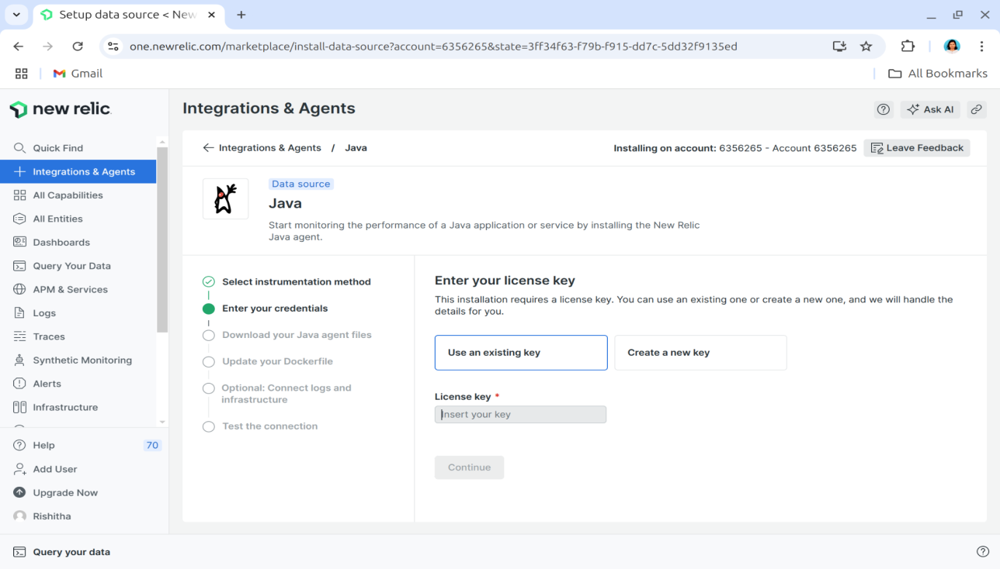 Setup data source < New
one.newrelic.com/marketplace/install-data-source?account=6356265&state=3ff34f63-f79b-f915-dd7c-5dd32f9135ed
Gmail
All Bookmarks
new relic
Integrations & Agents
Ask AI
Quick Find
Integrations & Agents
All Capabilities
All Entities
Dashboards
Query Your Data
APM & Services
Logs
Traces
Synthetic Monitoring
Alerts
Infrastructure
Help 70
Add User
Upgrade Now
Rishitha
Integrations & Agents / Java
Installing on account: 6356265 - Account 6356265
Leave Feedback
Data source
Java
Start monitoring the performance of a Java application or service by installing the New Relic
Java agent.
Select instrumentation method
Enter your credentials
Download your Java agent files
Update your Dockerfile
Optional: Connect logs and
infrastructure
Test the connection
Enter your license key
This installation requires a license key. You can use an existing one or create a new one, and we will handle the
details for you.
Use an existing key
Create a new key
License key *
Insert your key
Continue
Query your data